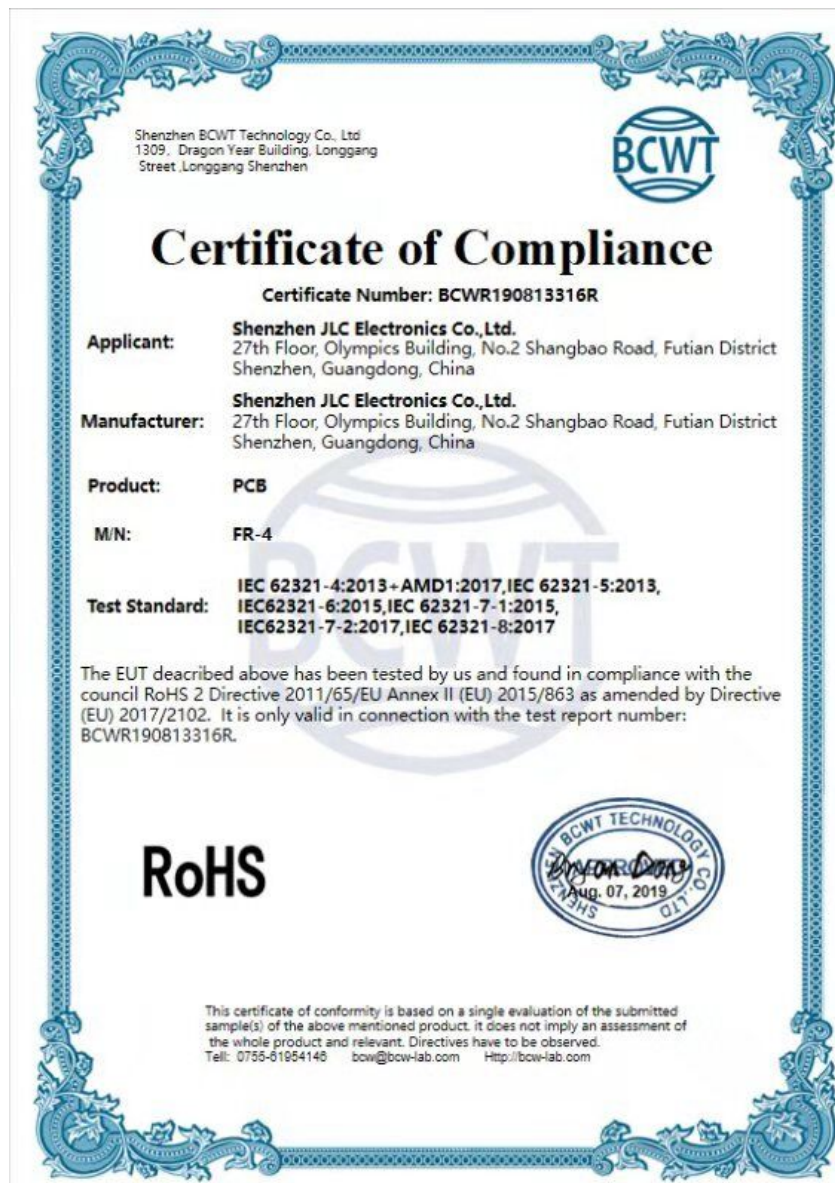 Shenzhen BCWT Technology Co., Ltd
1309, Dragon Year Building, Longgang
Street ,Longgang Shenzhen
BCWT
Certificate of Compliance
Certificate Number: BCWR190813316R
Applicant: Shenzhen JLC Electronics Co.,Ltd.
27th Floor, Olympics Building, No.2 Shangbao Road, Futian District
Shenzhen, Guangdong, China
Manufacturer: Shenzhen JLC Electronics Co.,Ltd.
27th Floor, Olympics Building, No.2 Shangbao Road, Futian District
Shenzhen, Guangdong, China
Product: PCB
M/N: FR-4
Test Standard: IEC 62321-4:2013+AMD1:2017,IEC 62321-5:2013,
IEC62321-6:2015,IEC 62321-7-1:2015,
IEC62321-7-2:2017,IEC 62321-8:2017
BCWT
The EUT deacribed above has been tested by us and found in compliance with the
council RoHS 2 Directive 2011/65/EU Annex II (EU) 2015/863 as amended by Directive
(EU) 2017/2102. It is only valid in connection with the test report number:
BCWR190813316R.
RoHS
SHENZHEN BCWT TECHNOLOGY CO., LTD
Aug. 07, 2019
This certificate of conformity is based on a single evaluation of the submitted
sample(s) of the above mentioned product. it does not imply an assessment of
the whole product and relevant. Directives have to be observed.
Tell: 0755-61954146 bcw@bcw-lab.com Http://bcw-lab.com